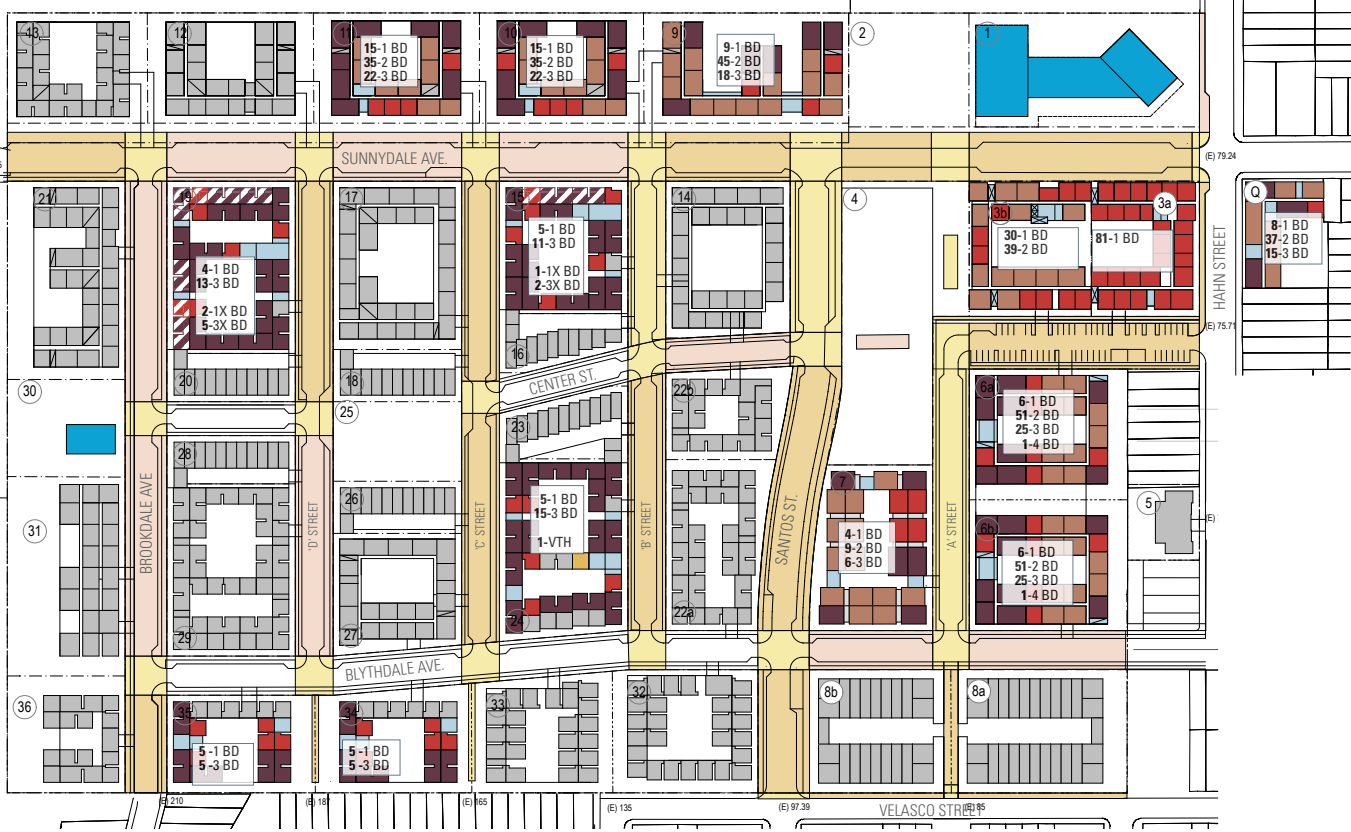 13
12
11
15-1 BD
35-2 BD
22-3 BD
10
15-1 BD
35-2 BD
22-3 BD
9
9-1 BD
45-2 BD
18-3 BD
2
1
SUNNYDALE AVE.
(E) 79.24
21
19
4-1 BD
13-3 BD
2-1X BD
5-3X BD
17
15
5-1 BD
11-3 BD
1-1X BD
2-3X BD
14
4
3b
30-1 BD
39-2 BD
3a
81-1 BD
HAHN STREET
Q
8-1 BD
37-2 BD
15-3 BD
(E) 75.71
20
18
16
CENTER ST.
30
25
22b
6a
6-1 BD
51-2 BD
25-3 BD
1-4 BD
23
28
26
31
BROOKDALE AVE
'D' STREET
'C' STREET
5-1 BD
15-3 BD
1-VTH
'B' STREET
SANTOS ST.
7
4-1 BD
9-2 BD
6-3 BD
'A' STREET
5
(E)
6b
6-1 BD
51-2 BD
25-3 BD
1-4 BD
29
27
24
22a
BLYTHDALE AVE.
36
35
5-1 BD
5-3 BD
34
5-1 BD
5-3 BD
33
32
8b
8a
(E) 210
(E) 187
(E) 165
(E) 135
(E) 97.39
(E) 85
VELASCO STREET